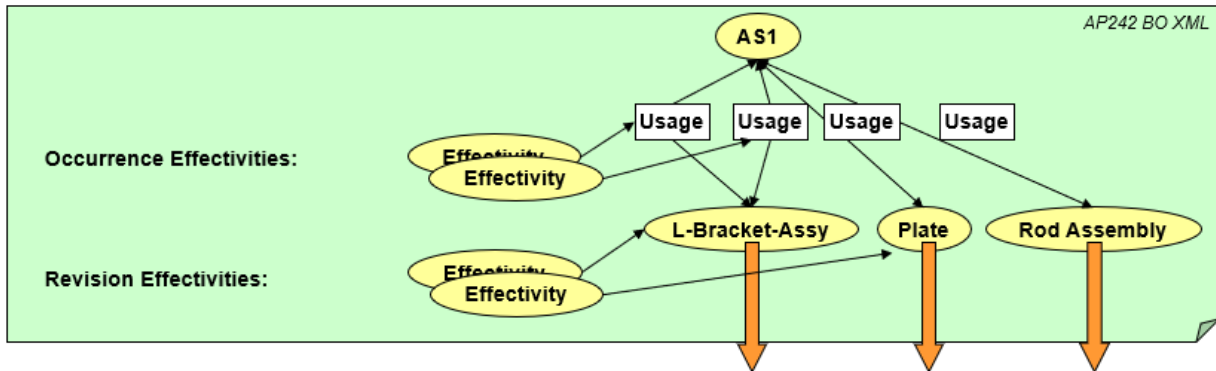 AP242 BO XML
AS1
Usage Usage Usage Usage
Occurrence Effectivities:
Effectivity
Effectivity
L-Bracket-Assy Plate Rod Assembly
Revision Effectivities:
Effectivity
Effectivity